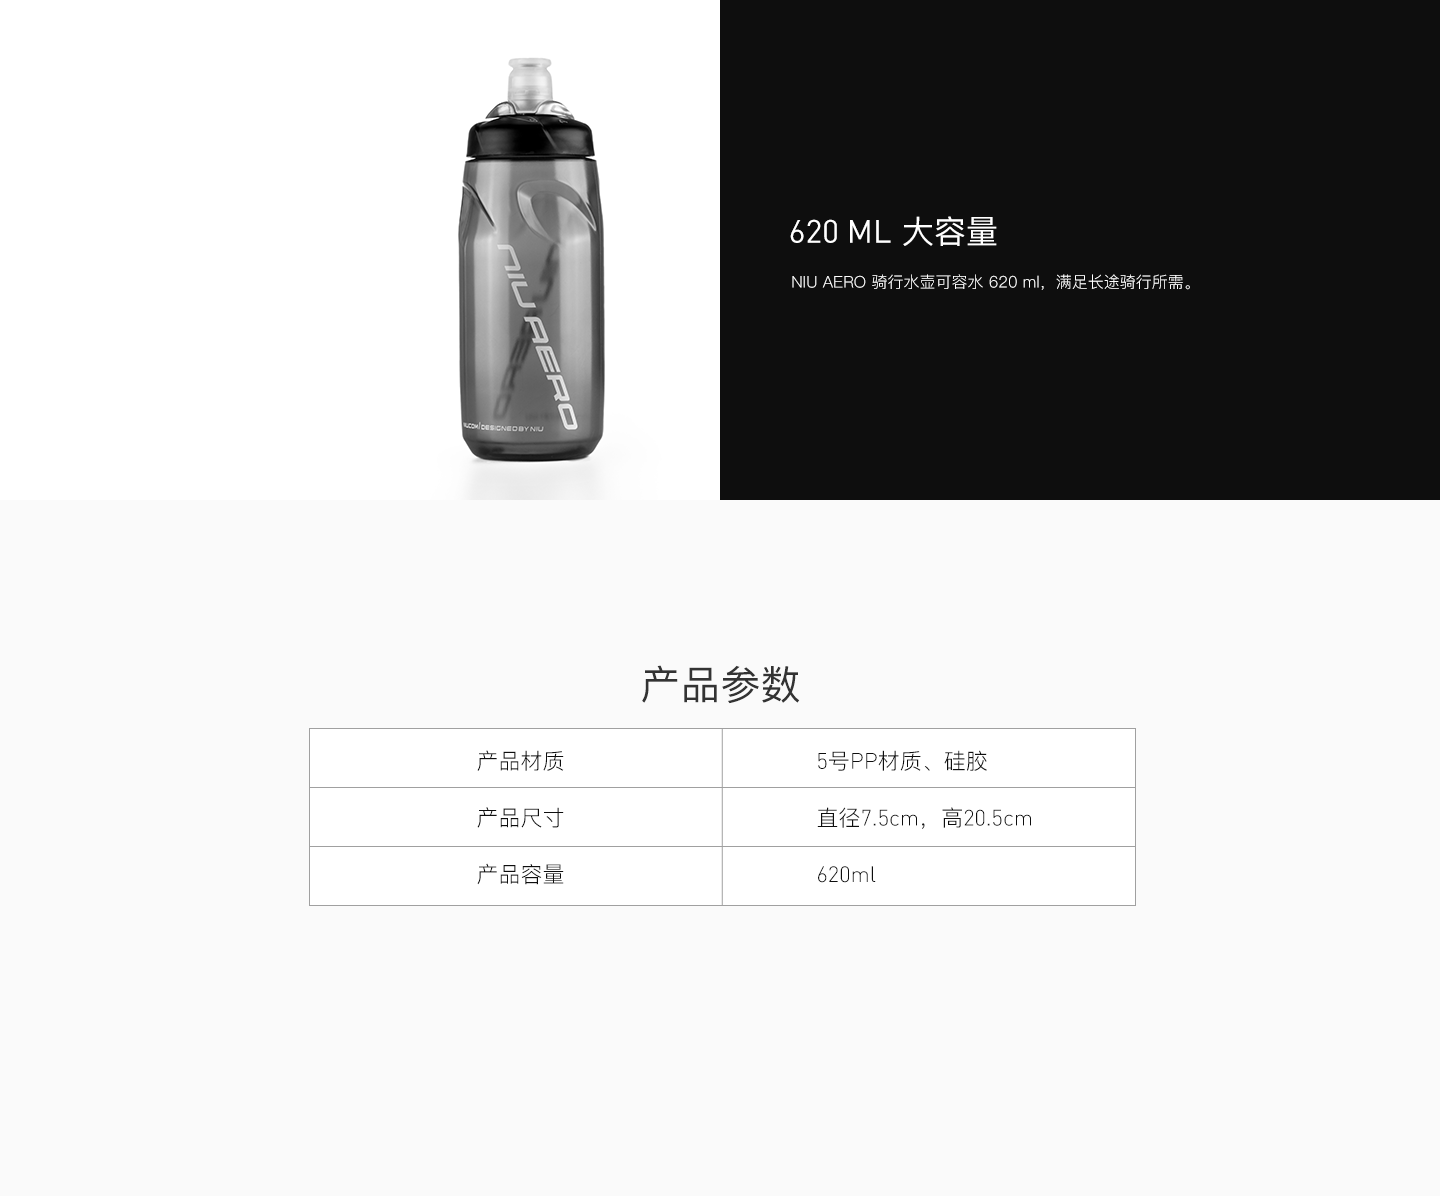 620 ML 大容量
NIU AERO 骑行水壶可容水 620 ml，满足长途骑行所需。
NIU AERO
DESIGNED BY NIU
产品参数
产品材质 5号PP材质、硅胶
产品尺寸 直径7.5cm，高20.5cm
产品容量 620ml